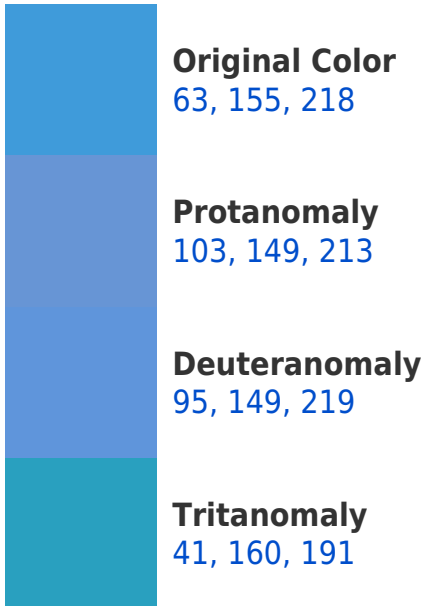 Original Color
63, 155, 218
Protanomaly
103, 149, 213
Deuteranomaly
95, 149, 219
Tritanomaly
41, 160, 191